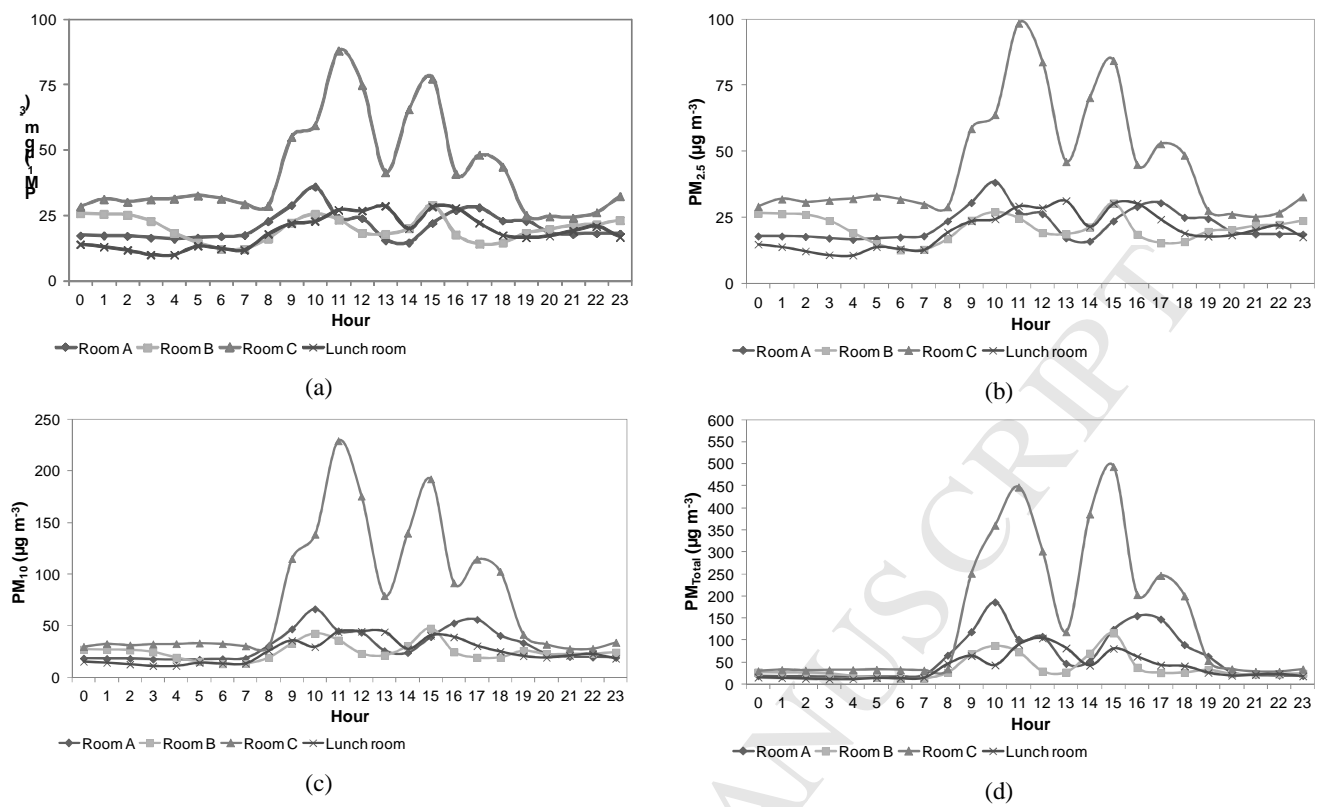 100
75
50
25
0
PM1 (µg m3)
0 1 2 3 4 5 6 7 8 9 10 11 12 13 14 15 16 17 18 19 20 21 22 23
Hour
Room A Room B Room C Lunch room
(a)
100
75
50
25
0
PM2.5 (µg m-3)
0 1 2 3 4 5 6 7 8 9 10 11 12 13 14 15 16 17 18 19 20 21 22 23
Hour
Room A Room B Room C Lunch room
(b)
250
200
150
100
50
0
PM10 (µg m-3)
0 1 2 3 4 5 6 7 8 9 10 11 12 13 14 15 16 17 18 19 20 21 22 23
Hour
Room A Room B Room C Lunch room
(c)
600
550
500
450
400
350
300
250
200
150
100
50
0
PMTotal (µg m-3)
0 1 2 3 4 5 6 7 8 9 10 11 12 13 14 15 16 17 18 19 20 21 22 23
Hour
Room A Room B Room C Lunch room
(d)
ANUSCRIPT